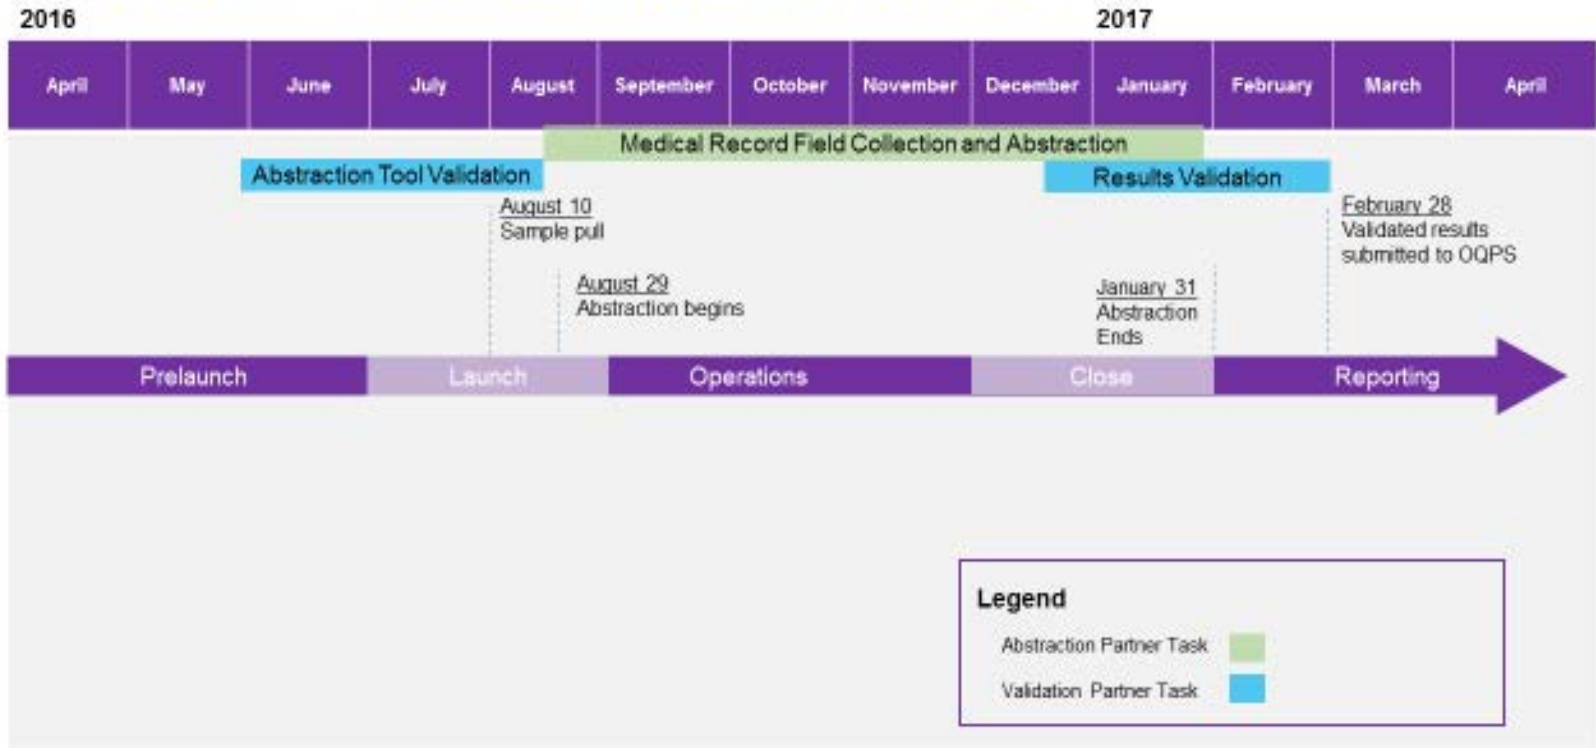 2016
2017
April May June July August September October November December January February March April
Medical Record Field Collection and Abstraction
Abstraction Tool Validation
Results Validation
August 10
Sample pull
February 28
Validated results
submitted to OQPS
August 29
Abstraction begins
January 31
Abstraction
Ends
Prelaunch Launch Operations Close Reporting
Legend
Abstraction Partner Task
Validation Partner Task